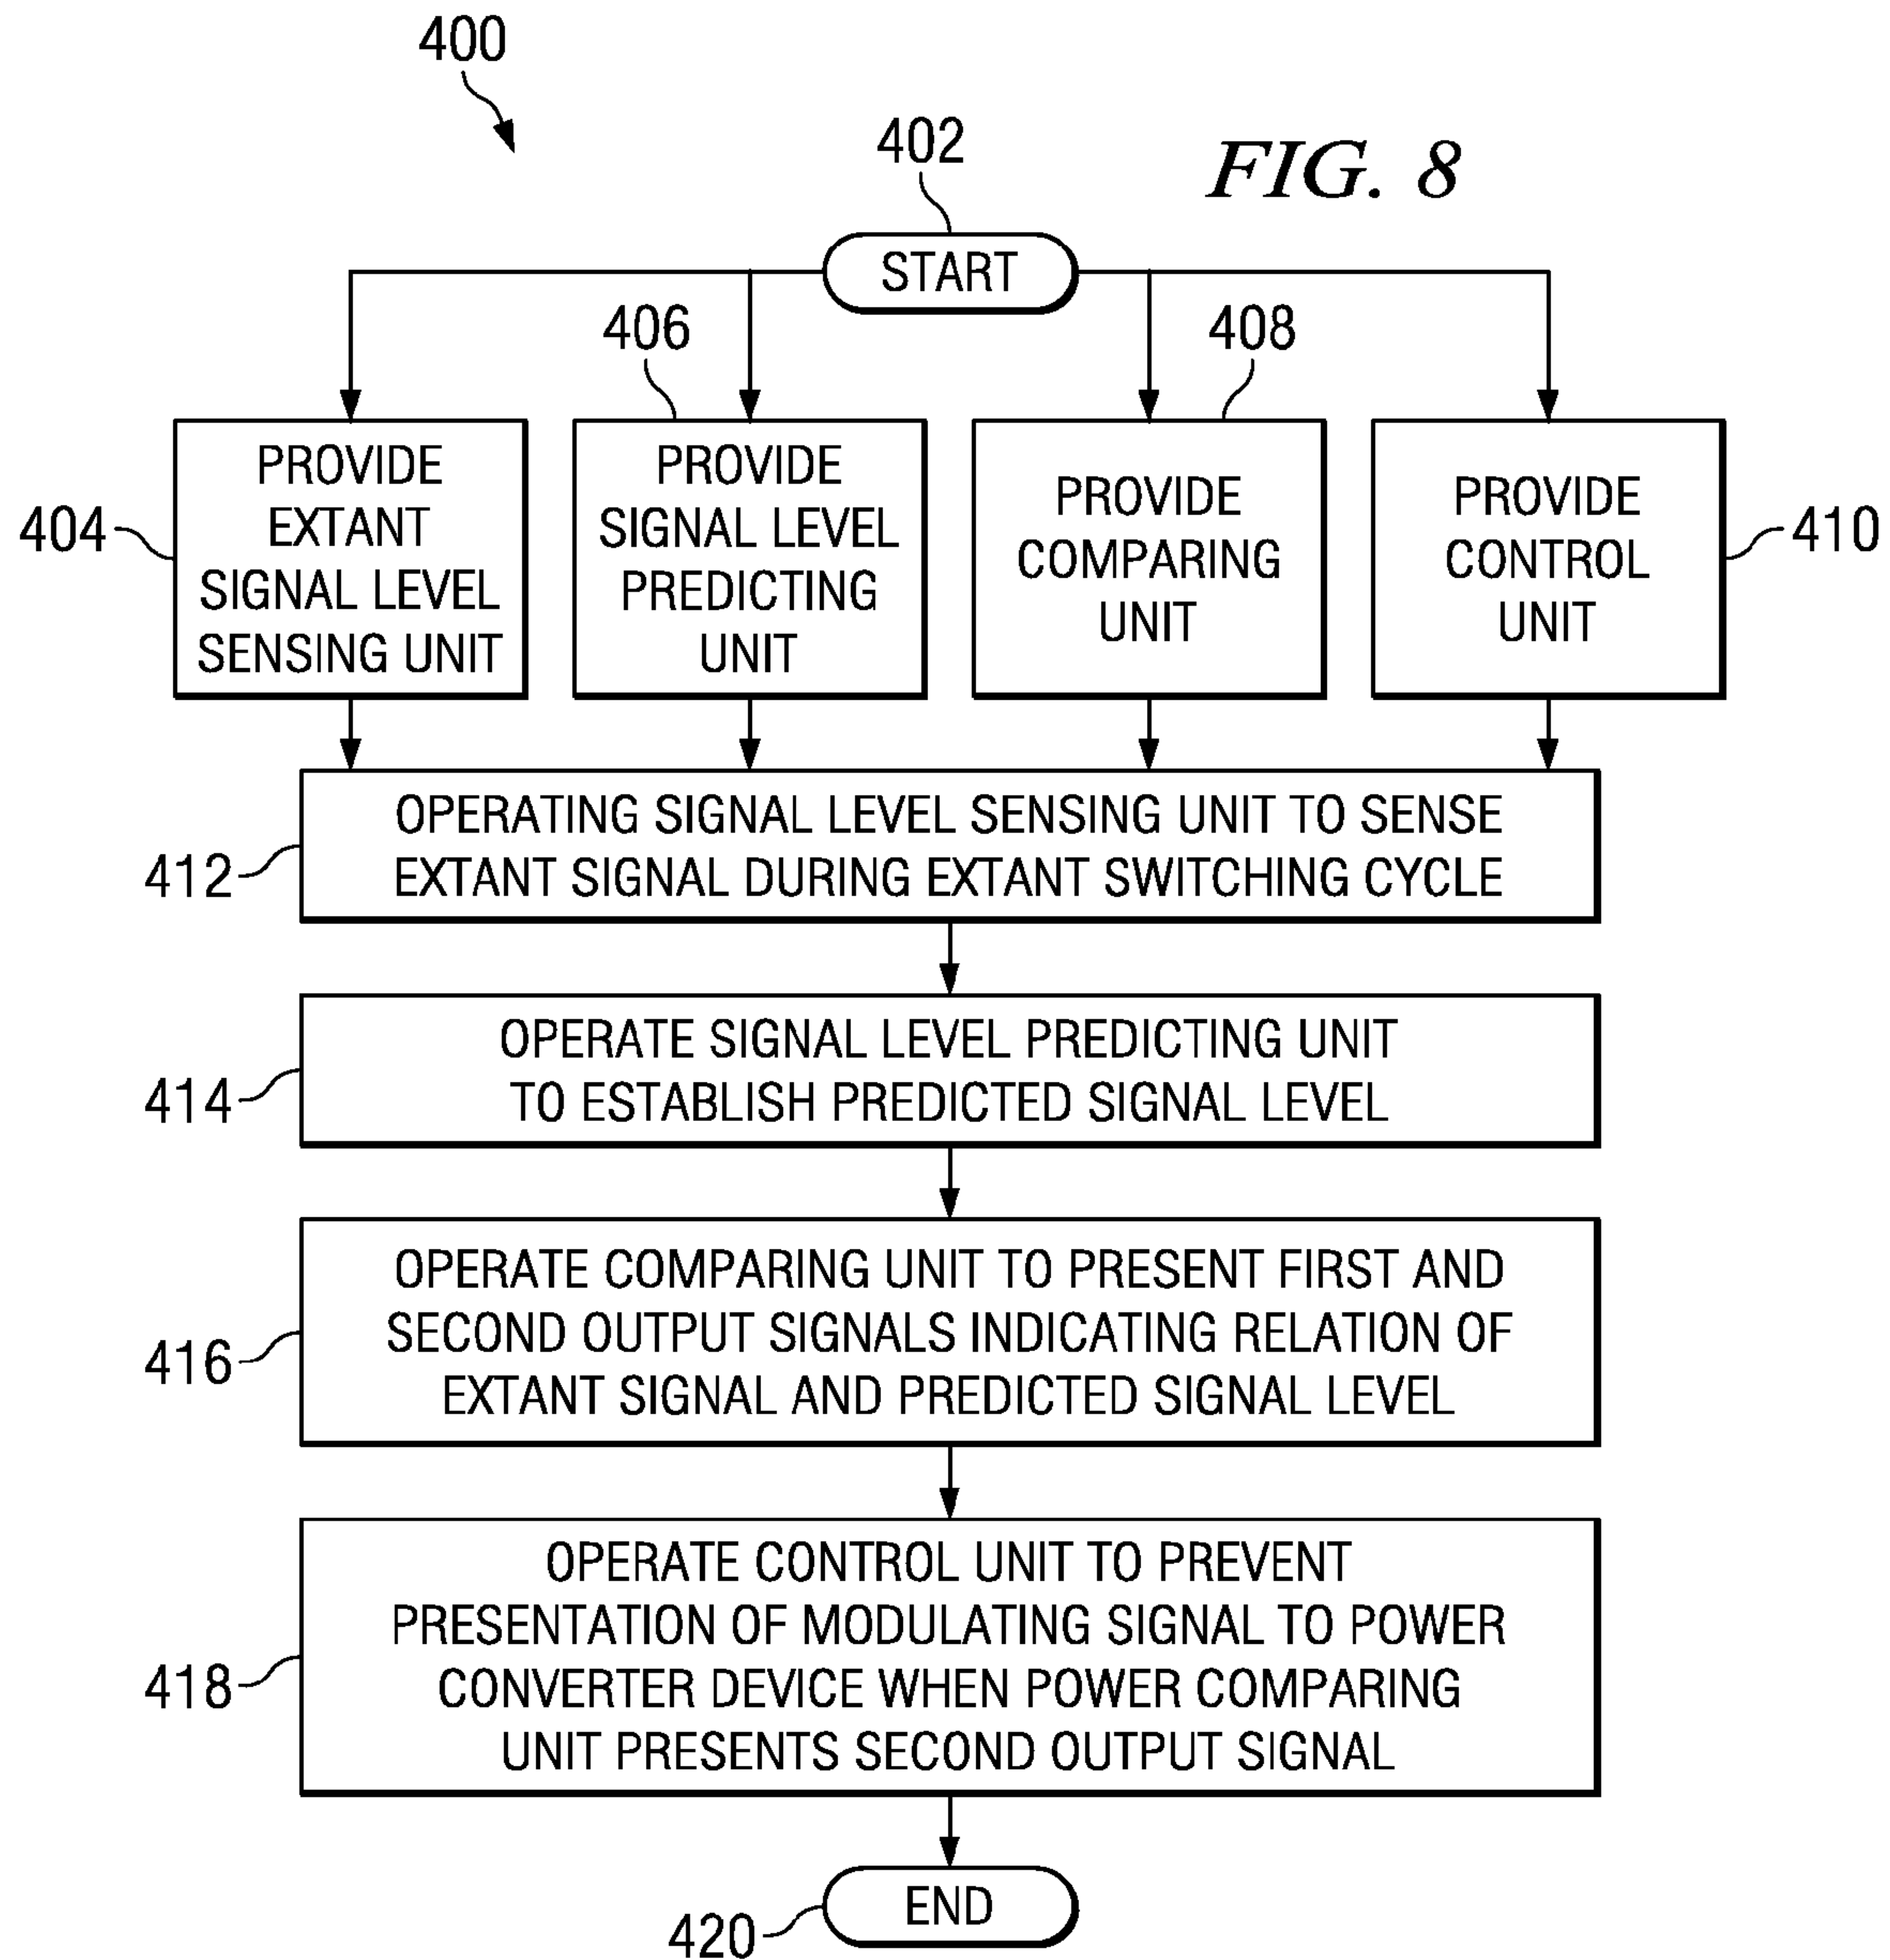 400
402
FIG. 8
START
406
408
404
PROVIDE
EXTANT
SIGNAL LEVEL
SENSING UNIT
PROVIDE
SIGNAL LEVEL
PREDICTING
UNIT
PROVIDE
COMPARING
UNIT
PROVIDE
CONTROL
UNIT
410
OPERATING SIGNAL LEVEL SENSING UNIT TO SENSE
EXTANT SIGNAL DURING EXTANT SWITCHING CYCLE
412
OPERATE SIGNAL LEVEL PREDICTING UNIT
TO ESTABLISH PREDICTED SIGNAL LEVEL
414
OPERATE COMPARING UNIT TO PRESENT FIRST AND
SECOND OUTPUT SIGNALS INDICATING RELATION OF
EXTANT SIGNAL AND PREDICTED SIGNAL LEVEL
416
OPERATE CONTROL UNIT TO PREVENT
PRESENTATION OF MODULATING SIGNAL TO POWER
CONVERTER DEVICE WHEN POWER COMPARING
UNIT PRESENTS SECOND OUTPUT SIGNAL
418
END
420